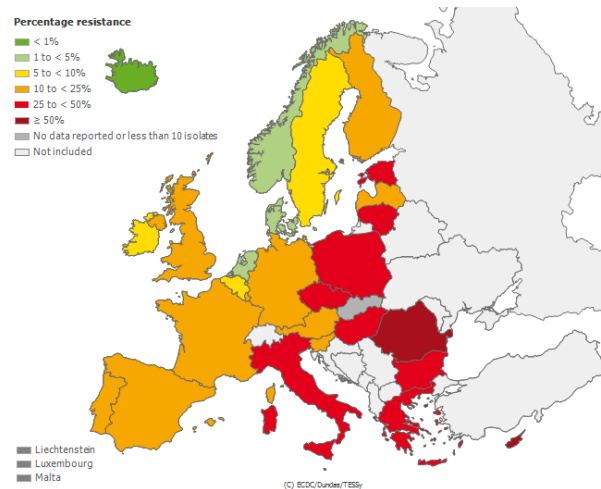 Percentage resistance
< 1%
1 to < 5%
5 to < 10%
10 to < 25%
25 to < 50%
≥ 50%
No data reported or less than 10 isolates
Not included
Liechtenstein
Luxembourg
Malta
(C) ECDC/Dundas/TESSy